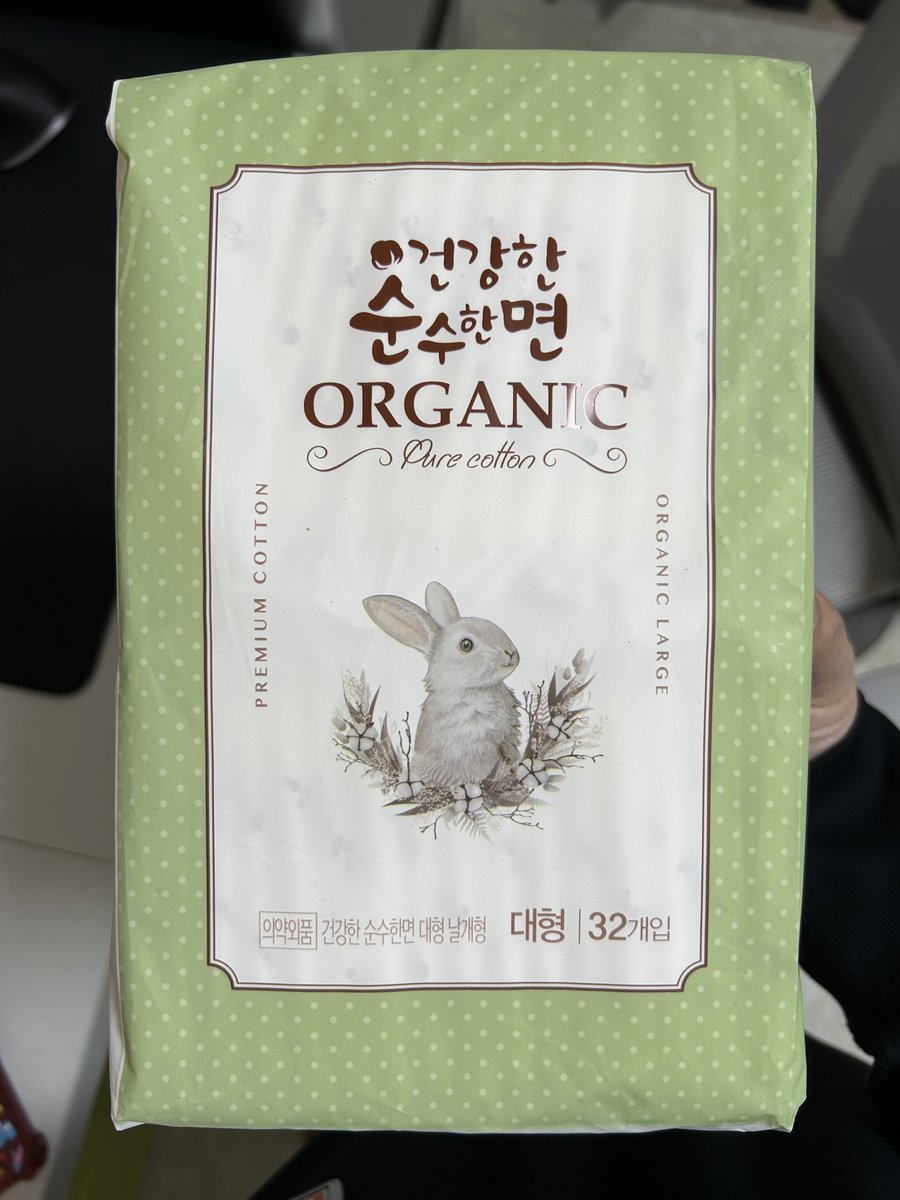 건강한
순수한면
ORGANIC
Pure cotton
PREMIUM COTTON
ORGANIC LARGE
의약외품 건강한 순수한면 대형 날개형 대형 32개입